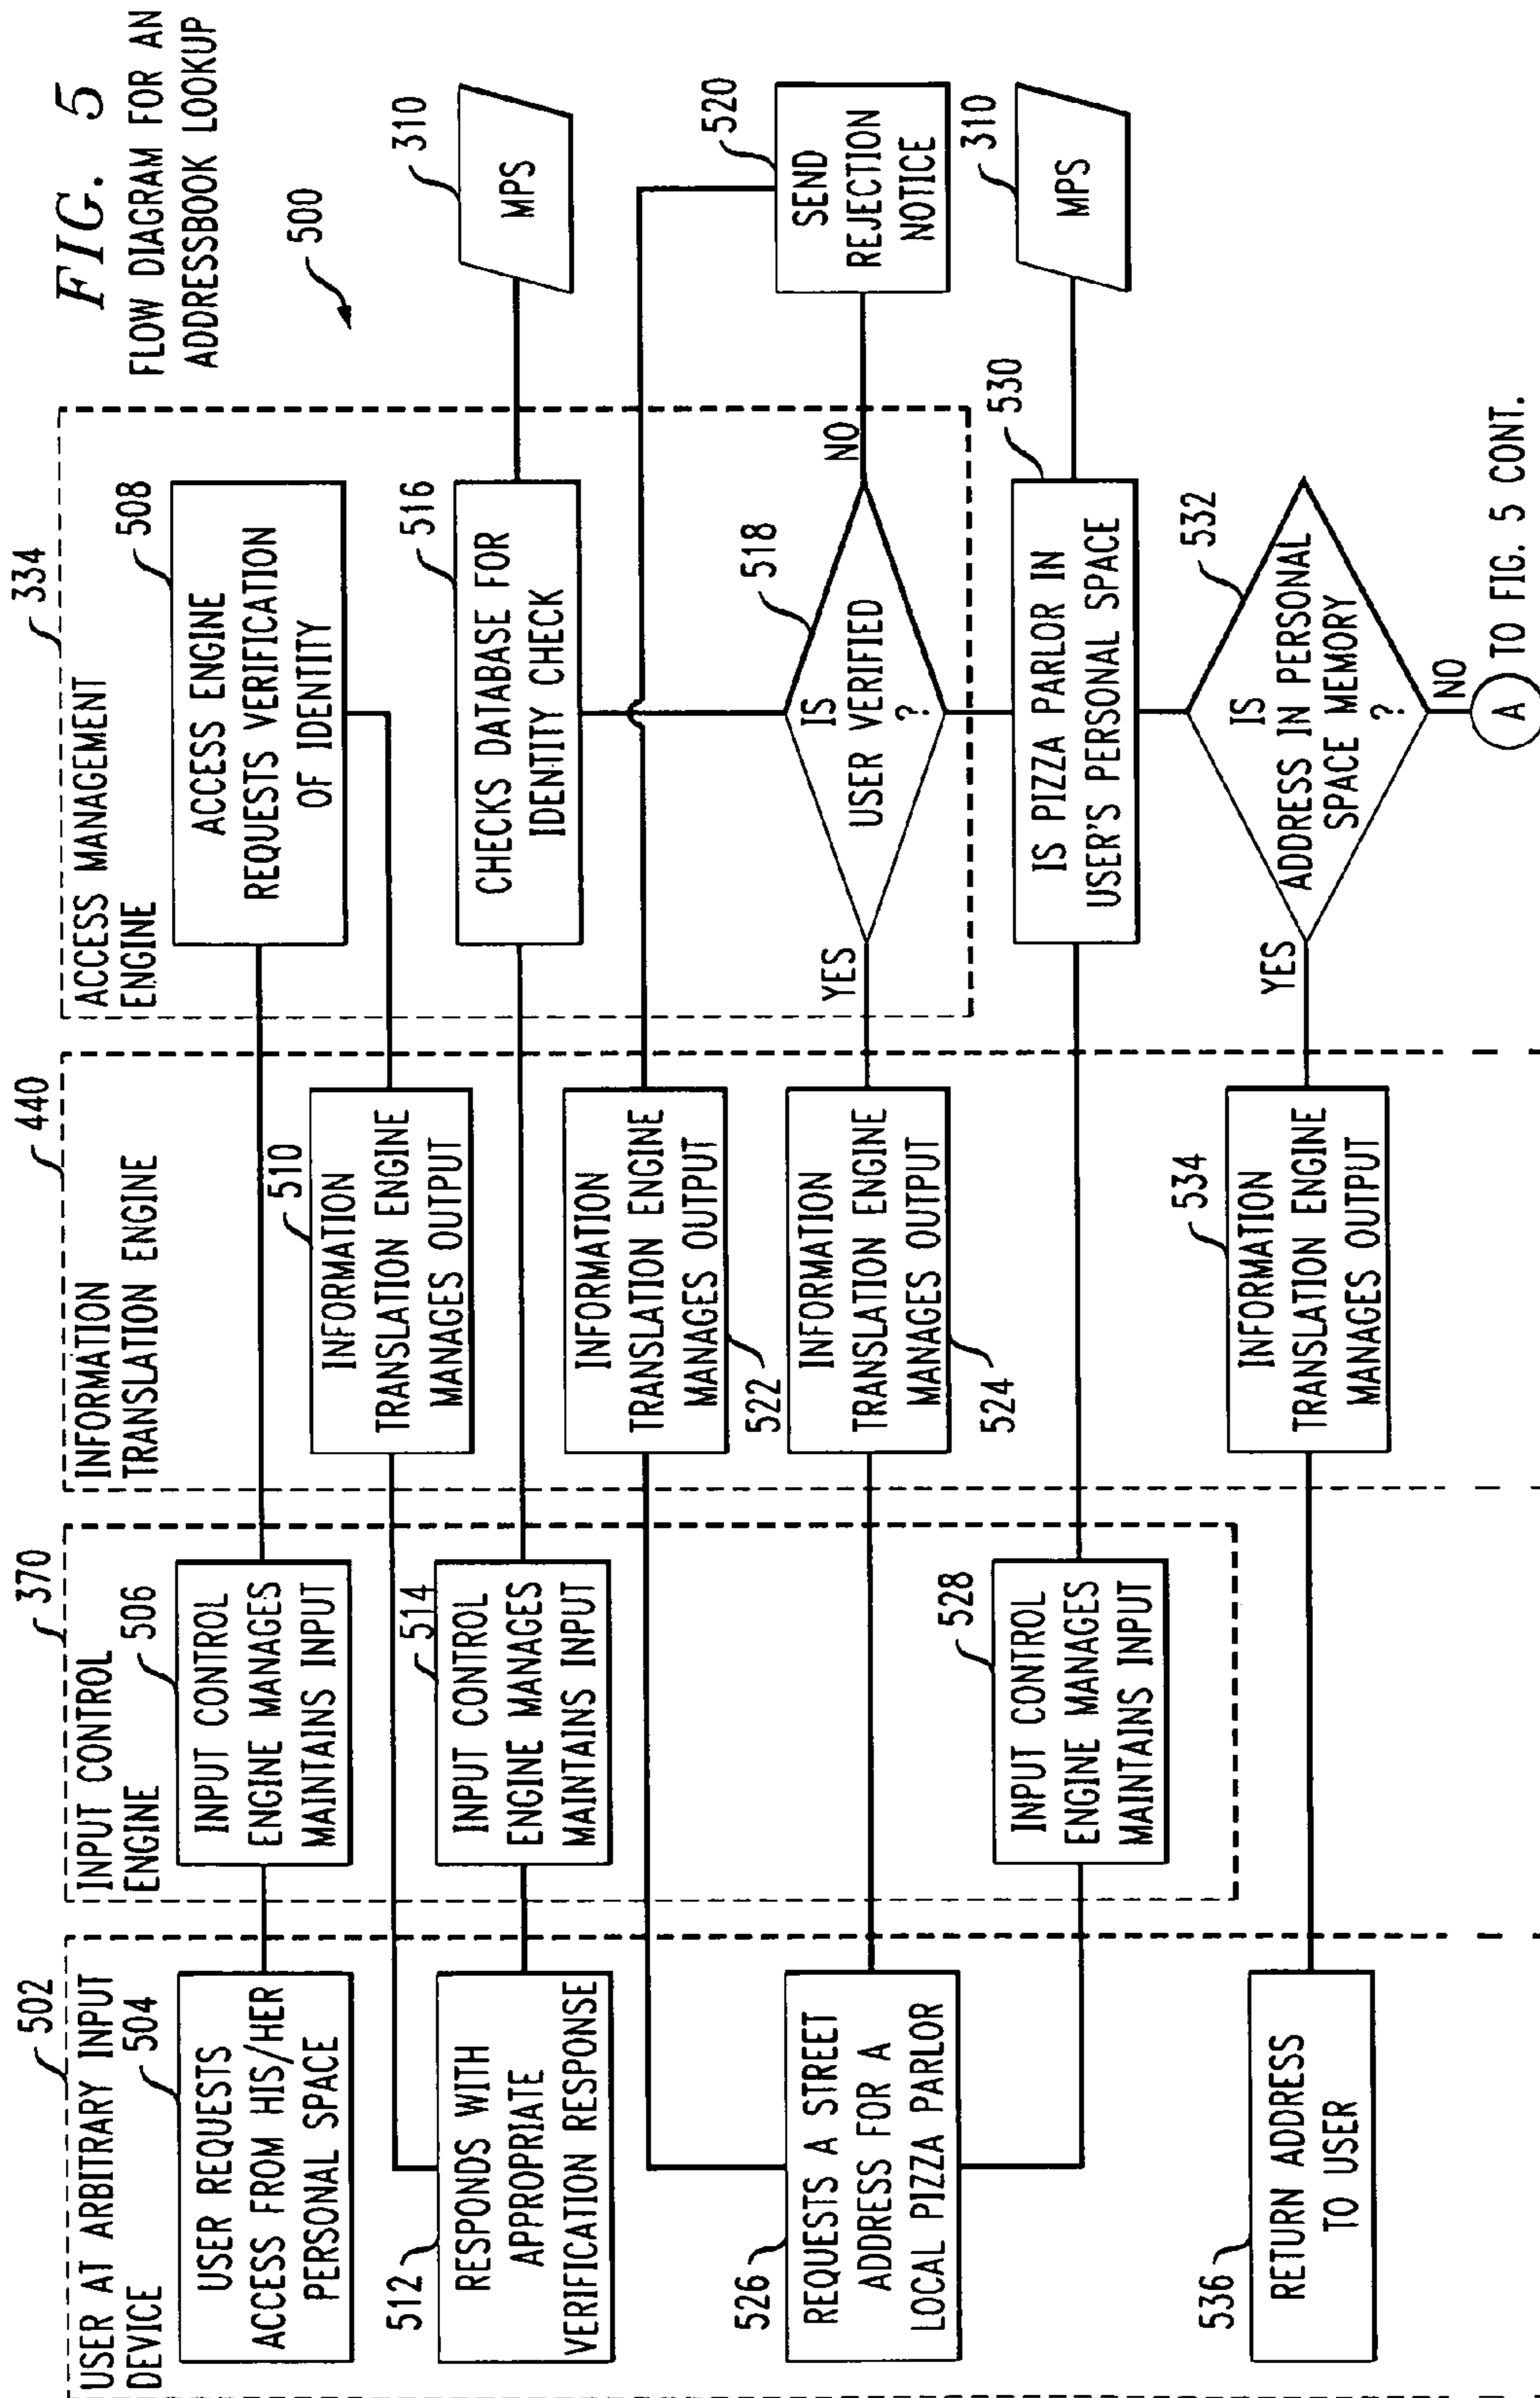 FIG. 5
FLOW DIAGRAM FOR AN
ADDRESSBOOK LOOKUP
500
502
USER AT ARBITRARY INPUT
DEVICE
370
INPUT CONTROL
ENGINE
440
INFORMATION
TRANSLATION ENGINE
334
ACCESS MANAGEMENT
ENGINE
504
USER REQUESTS
ACCESS FROM HIS/HER
PERSONAL SPACE
506
INPUT CONTROL
ENGINE MANAGES
MAINTAINS INPUT
508
ACCESS ENGINE
REQUESTS VERIFICATION
OF IDENTITY
510
INFORMATION
TRANSLATION ENGINE
MANAGES OUTPUT
512
RESPONDS WITH
APPROPRIATE
VERIFICATION RESPONSE
514
INPUT CONTROL
ENGINE MANAGES
MAINTAINS INPUT
516
CHECKS DATABASE FOR
IDENTITY CHECK
310
MPS
522
INFORMATION
TRANSLATION ENGINE
MANAGES OUTPUT
524
INFORMATION
TRANSLATION ENGINE
MANAGES OUTPUT
YES
518
IS
USER VERIFIED
?
NO
520
SEND
REJECTION
NOTICE
526
REQUESTS A STREET
ADDRESS FOR A
LOCAL PIZZA PARLOR
528
INPUT CONTROL
ENGINE MANAGES
MAINTAINS INPUT
530
IS PIZZA PARLOR IN
USER'S PERSONAL SPACE
310
MPS
536
RETURN ADDRESS
TO USER
534
INFORMATION
TRANSLATION ENGINE
MANAGES OUTPUT
YES
532
IS
ADDRESS IN PERSONAL
SPACE MEMORY
?
NO
A TO FIG. 5 CONT.